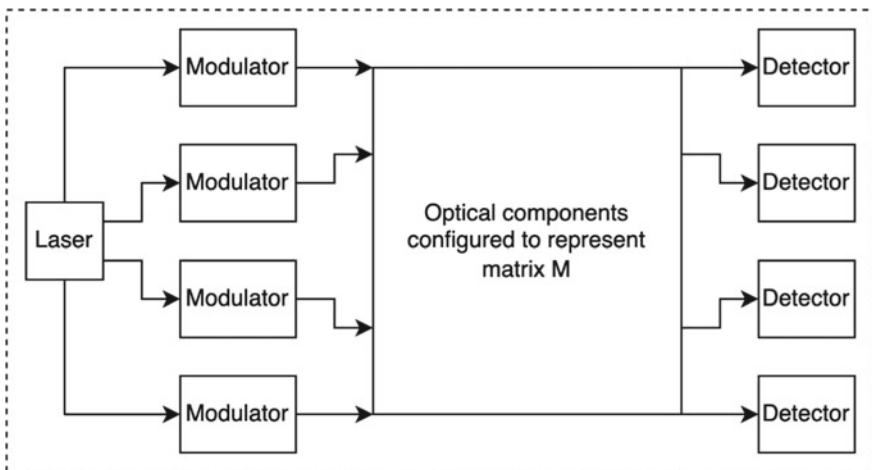 Modulator
Detector
Modulator
Detector
Laser
Optical components
configured to represent
matrix M
Modulator
Detector
Modulator
Detector